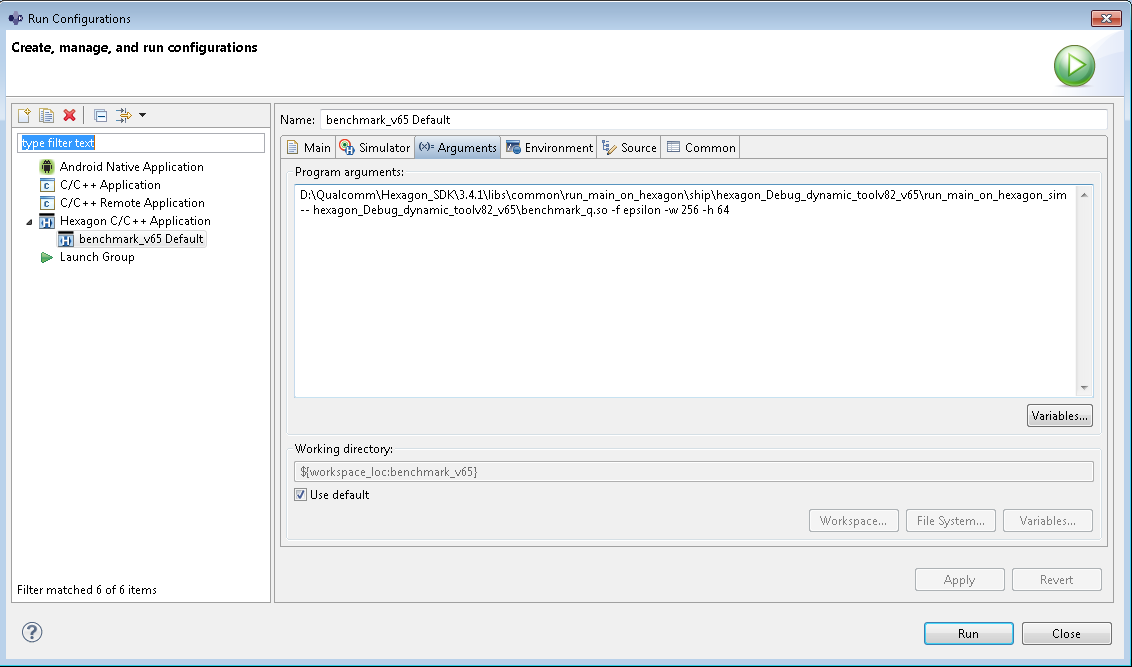 Run Configurations
Create, manage, and run configurations
type filter text
Android Native Application
C/C++ Application
C/C++ Remote Application
Hexagon C/C++ Application
benchmark_v65 Default
Launch Group
Filter matched 6 of 6 items
Name: benchmark_v65 Default
Main Simulator (x)= Arguments Environment Source Common
Program arguments:
D:\Qualcomm\Hexagon_SDK\3.4.1\libs\common\run_main_on_hexagon\ship\hexagon_Debug_dynamic_toolv82_v65\run_main_on_hexagon_sim
-- hexagon_Debug_dynamic_toolv82_v65\benchmark_q.so -f epsilon -w 256 -h 64
Variables...
Working directory:
${workspace_loc:benchmark_v65}
Use default
Workspace... File System... Variables...
Apply Revert
Run Close